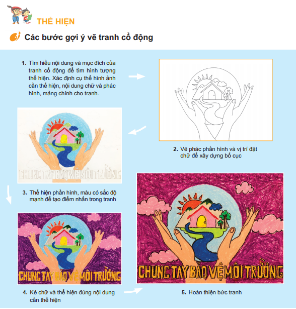 THỂ HIỆN
Các bước gợi ý vẽ tranh cổ động
1. Tìm hiểu nội dung và mục đích của
tranh cổ động để tìm hình tượng
thể hiện. Xác định cụ thể hình ảnh
cần thể hiện, nội dung chữ và phác
hình, mảng chính cho tranh.
2. Vẽ phác phần hình và vị trí đặt
chữ để xây dựng bố cục
3. Thể hiện phần hình, màu có sắc độ
mạnh để tạo điểm nhấn trong tranh
CHUNG TAY BẢO VỆ MÔI TRƯỜNG
CHUNG TAY BẢO VỆ MÔI TRƯỜNG
4. Kẻ chữ và thể hiện đúng nội dung
cần thể hiện
5. Hoàn thiện bức tranh